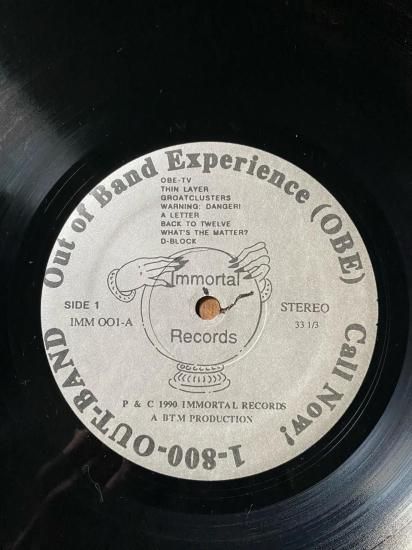 Out of Band Experience (OBE) Call Now! 1-800-OUT-BAND
OBE-TV
THIN LAYER
GROATCLUSTERS
WARNING: DANGER!
A LETTER
BACK TO TWELVE
WHAT'S THE MATTER?
D-BLOCK
Immortal
Records
SIDE 1
IMM OO1-A
STEREO
33 1/3
P & C 1990 IMMORTAL RECORDS
A BTM PRODUCTION